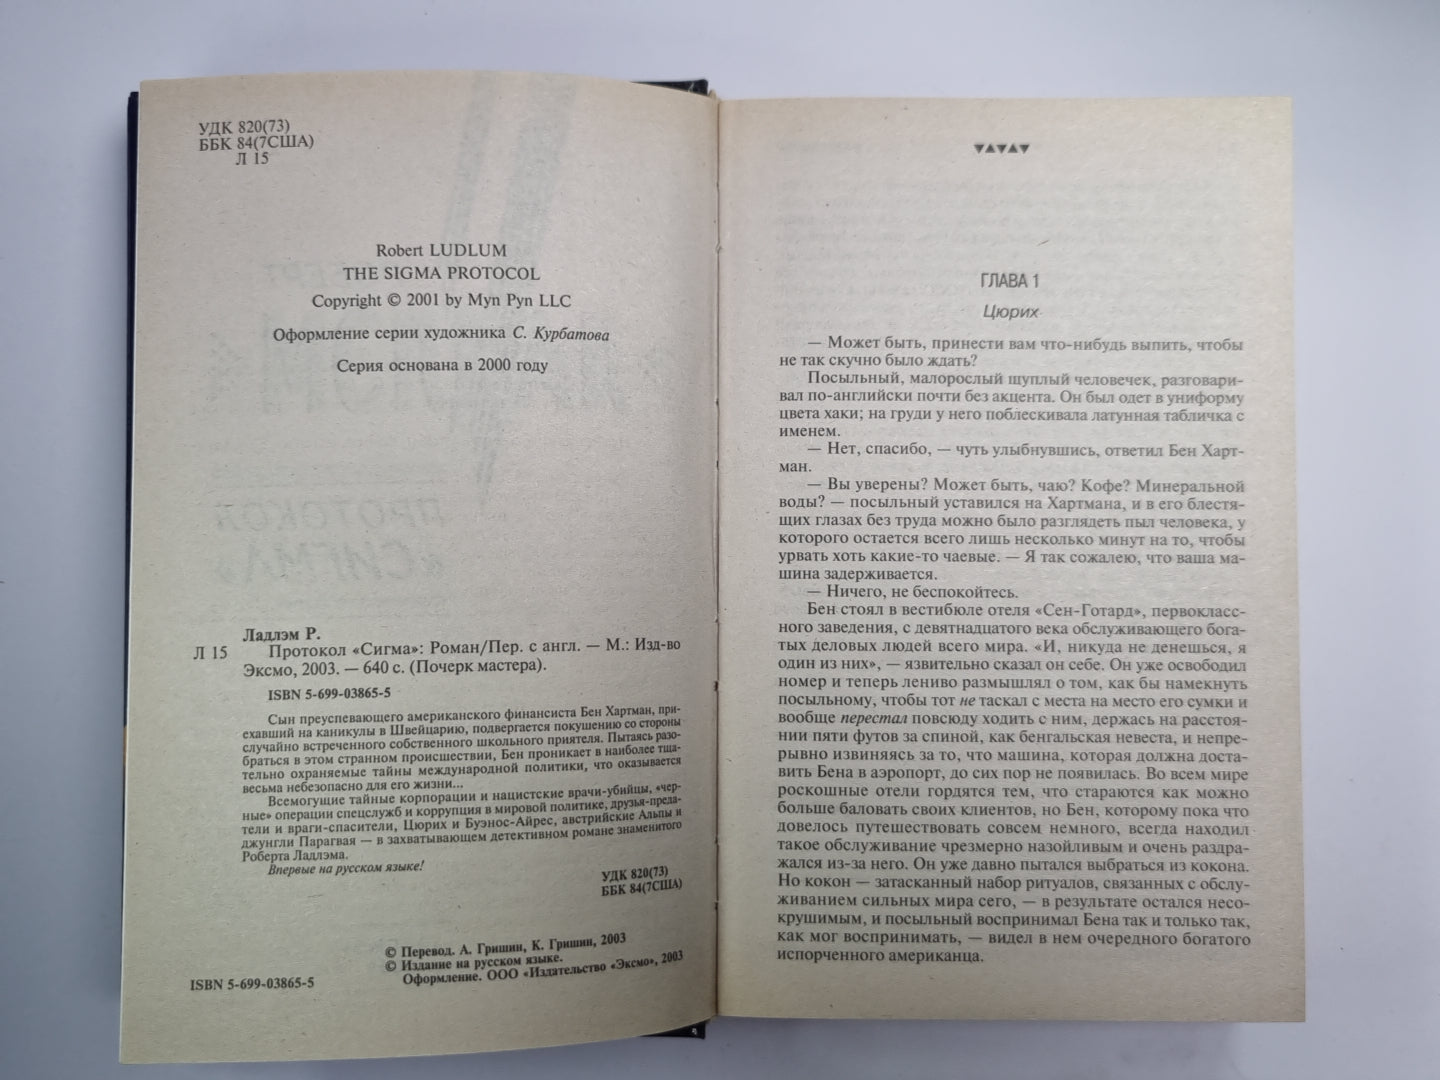 УДК 820(73)
ББК 84(7США)
Л 15
Robert LUDLUM
THE SIGMA PROTOCOL
Copyright © 2001 by Myn Pyn LLC
Оформление серии художника С. Курбатова
Серия основана в 2000 году
Ладлэм Р.
Л 15 Протокол «Сигма»: Роман/Пер. с англ. — М.: Изд-во
Эксмо, 2003. — 640 с. (Почерк мастера).
ISBN 5-699-03865-5
Сын преуспевающего американского финансиста Бен Хартман, при-
ехавший на каникулы в Швейцарию, подвергается покушению со стороны
случайно встреченного собственного школьного приятеля. Пытаясь разо-
браться в этом странном происшествии, Бен проникает в наиболее тща-
тельно охраняемые тайны международной политики, что оказывается
весьма небезопасно для его жизни...
Всемогущие тайные корпорации и нацистские врачи-убийцы, «чер-
ные» операции спецслужб и коррупция в мировой политике, друзья-преда-
тели и враги-спасители, Цюрих и Буэнос-Айрес, австрийские Альпы и
джунгли Парагвая — в захватывающем детективном романе знаменитого
Роберта Ладлэма.
Впервые на русском языке!
УДК 820(73)
ББК 84(7США)
© Перевод. А. Гришин, К. Гришин, 2003
© Издание на русском языке.
Оформление. ООО «Издательство «Эксмо», 2003
ISBN 5-699-03865-5
ГЛАВА 1
Цюрих
— Может быть, принести вам что-нибудь выпить, чтобы
не так скучно было ждать?
Посыльный, малорослый щуплый человечек, разговари-
вал по-английски почти без акцента. Он был одет в униформу
цвета хаки; на груди у него поблескивала латунная табличка с
именем.
— Нет, спасибо, — чуть улыбнувшись, ответил Бен Харт-
ман.
— Вы уверены? Может быть, чаю? Кофе? Минеральной
воды? — посыльный уставился на Хартмана, и в его блестя-
щих глазах без труда можно было разглядеть пыл человека, у
которого остается всего лишь несколько минут на то, чтобы
урвать хоть какие-то чаевые. — Я так сожалею, что ваша ма-
шина задерживается.
— Ничего, не беспокойтесь.
Бен стоял в вестибюле отеля «Сен-Готард», первокласс-
ного заведения, с девятнадцатого века обслуживающего бога-
тых деловых людей всего мира. «И, никуда не денешься, я
один из них», — язвительно сказал он себе. Он уже освободил
номер и теперь лениво размышлял о том, как бы намекнуть
посыльному, чтобы тот не таскал с места на место его сумки и
вообще перестал повсюду ходить с ним, держась на расстоя-
нии пяти футов за спиной, как бенгальская невеста, и непре-
рывно извиняясь за то, что машина, которая должна доста-
вить Бена в аэропорт, до сих пор не появилась. Во всем мире
роскошные отели гордятся тем, что стараются как можно
больше баловать своих клиентов, но Бен, которому пока что
довелось путешествовать совсем немного, всегда находил
такое обслуживание чрезмерно назойливым и очень раздра-
жался из-за него. Он уже давно пытался выбраться из кокона.
Но кокон — затасканный набор ритуалов, связанных с обслу-
живанием сильных мира сего, — в результате остался несо-
крушимым, и посыльный воспринимал Бена так и только так,
как мог воспринимать, — видел в нем очередного богатого
испорченного американца.